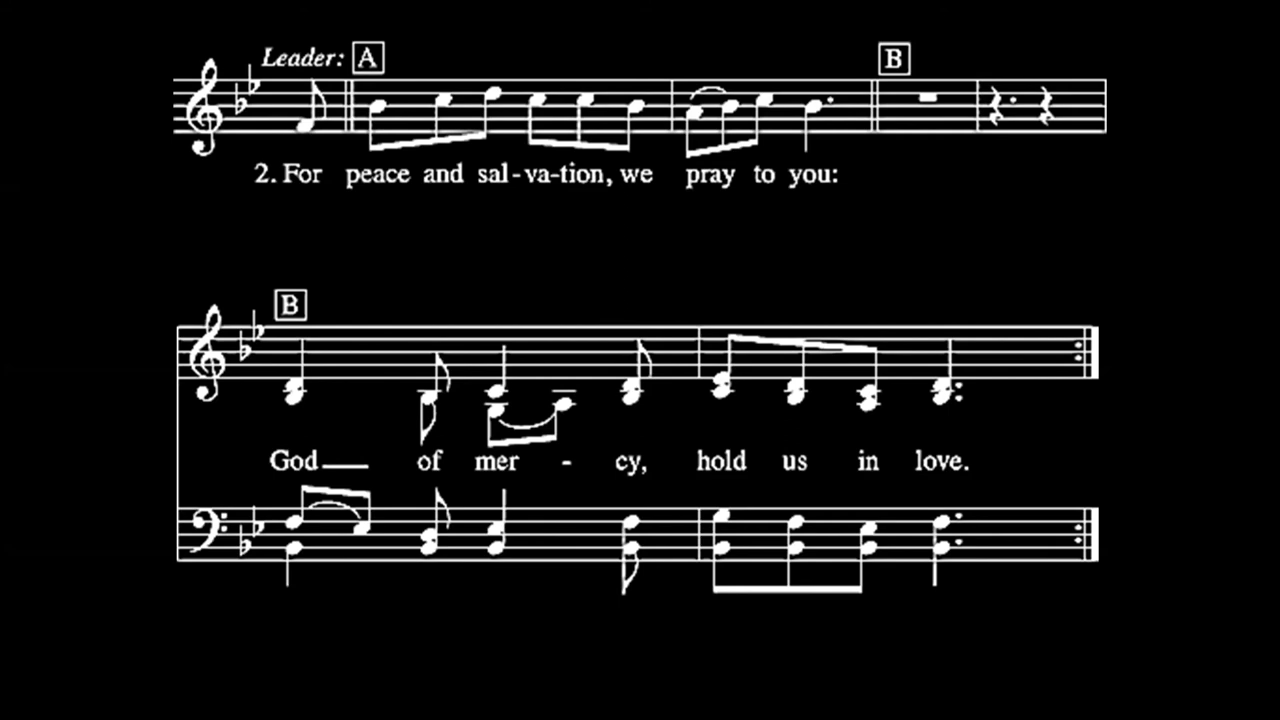 Leader: A B
2. For peace and sal-va-tion, we pray to you:
B
God of mer - cy, hold us in love.